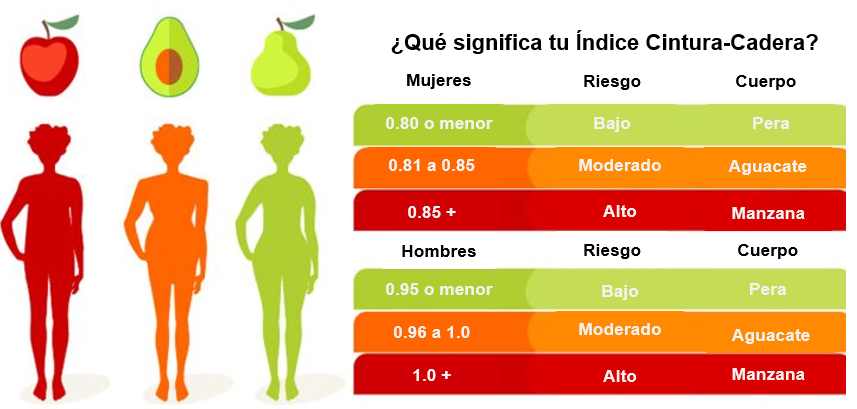 ¿Qué significa tu Índice Cintura-Cadera?
Mujeres Riesgo Cuerpo
0.80 o menor Bajo Pera
0.81 a 0.85 Moderado Aguacate
0.85 + Alto Manzana
Hombres Riesgo Cuerpo
0.95 o menor Bajo Pera
0.96 a 1.0 Moderado Aguacate
1.0 + Alto Manzana